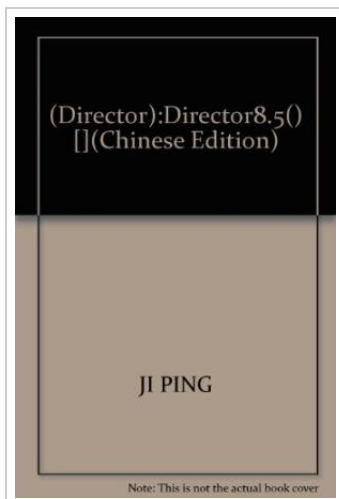 (Director):Director8.5()
[](Chinese Edition)
JI PING
Note: This is not the actual book cover